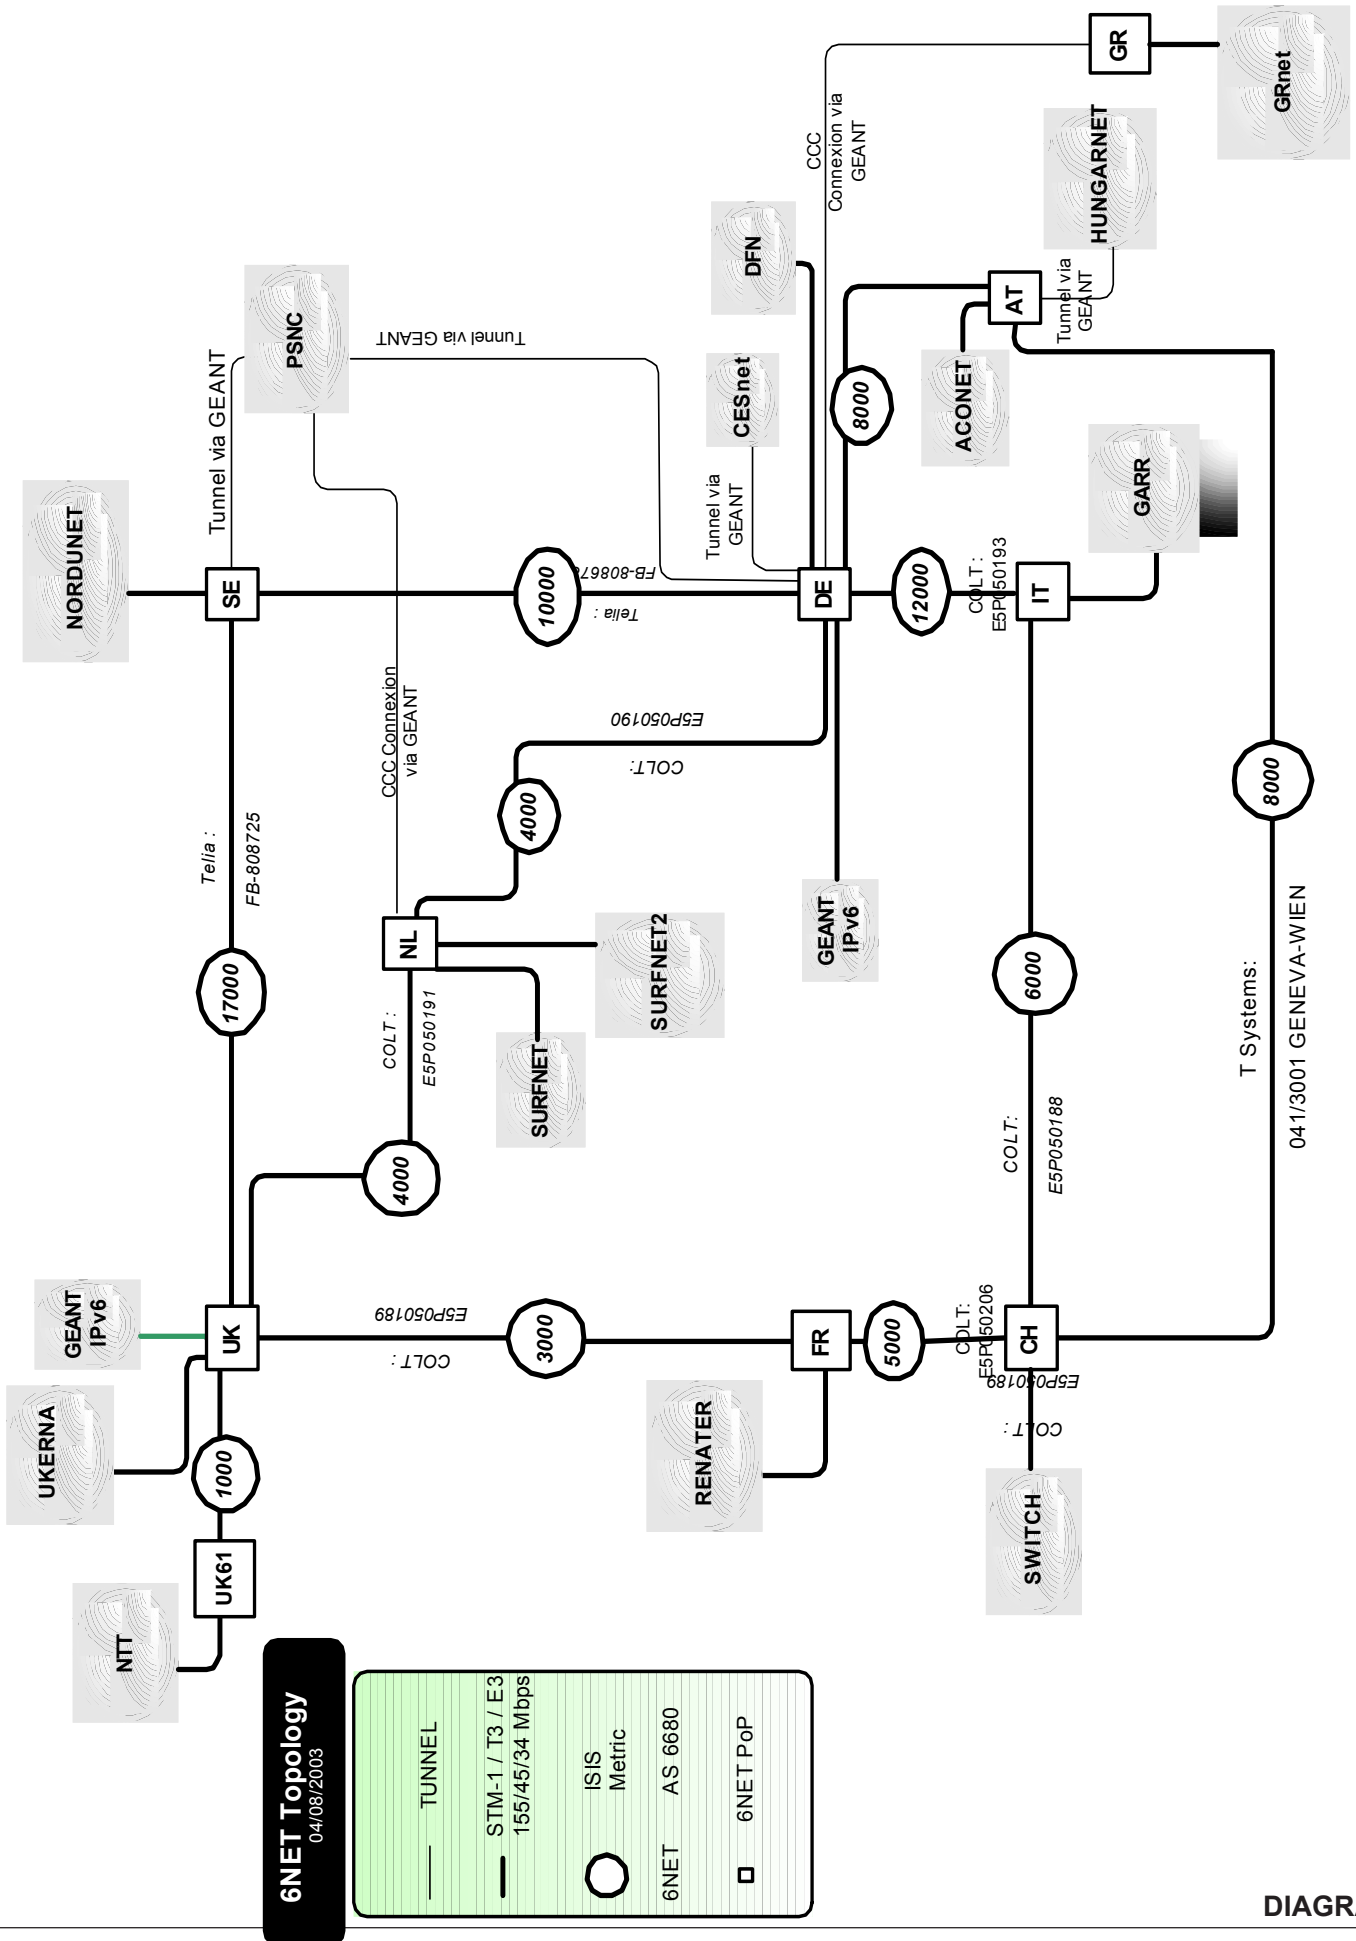 6NET Topology
04/08/2003
TUNNEL
STM-1 / T3 / E3
155/45/34 Mbps
ISIS
Metric
6NET
AS 6680
6NET PoP
NTT
UK61
1000
UKERNA
GEANT
IPv6
UK
17000
Telia :
FB-808725
SE
NORDUNET
Tunnel via GEANT
PSNC
Tunnel via GEANT
CCC Connexion
via GEANT
4000
COLT :
E5P050191
NL
SURFNET
SURFNET2
4000
COLT:
E5P050190
10000
Telia :
COLT :
E5P050189
3000
RENATER
FR
5000
COLT:
E5P050206
CH
E5P050189
COLT :
SWITCH
GEANT
IPv6
DE
Tunnel via
GEANT
CESnet
DFN
CCC
Connexion via
GEANT
GR
GRnet
8000
ACONET
AT
Tunnel via
GEANT
HUNGARNET
12000
COLT :
E5P050193
IT
GARR
6000
COLT:
E5P050188
8000
T Systems:
041/3001 GENEVA-WIEN